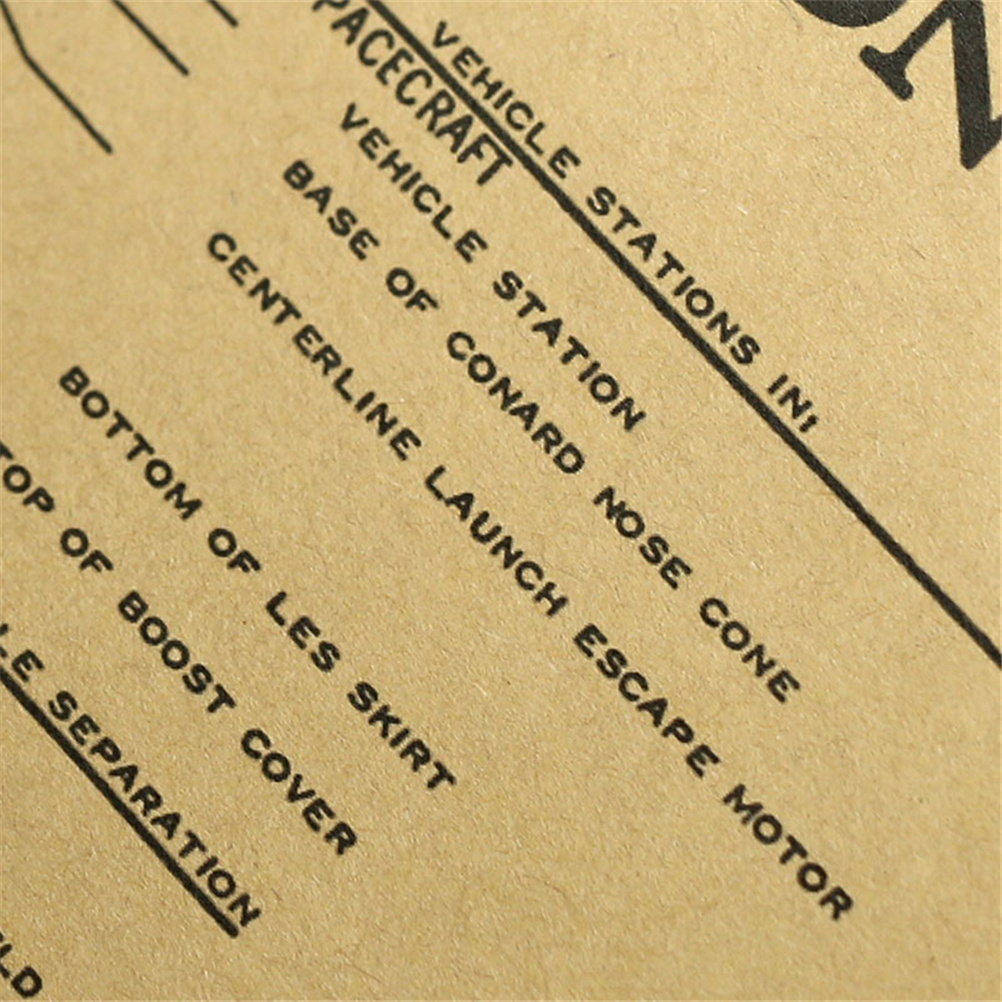 VEHICLE STATIONS IN:
SPACECRAFT
VEHICLE STATION
BASE OF CONARD NOSE CONE
CENTERLINE LAUNCH ESCAPE MOTOR
BOTTOM OF LES SKIRT
TOP OF BOOST COVER
SEPARATION